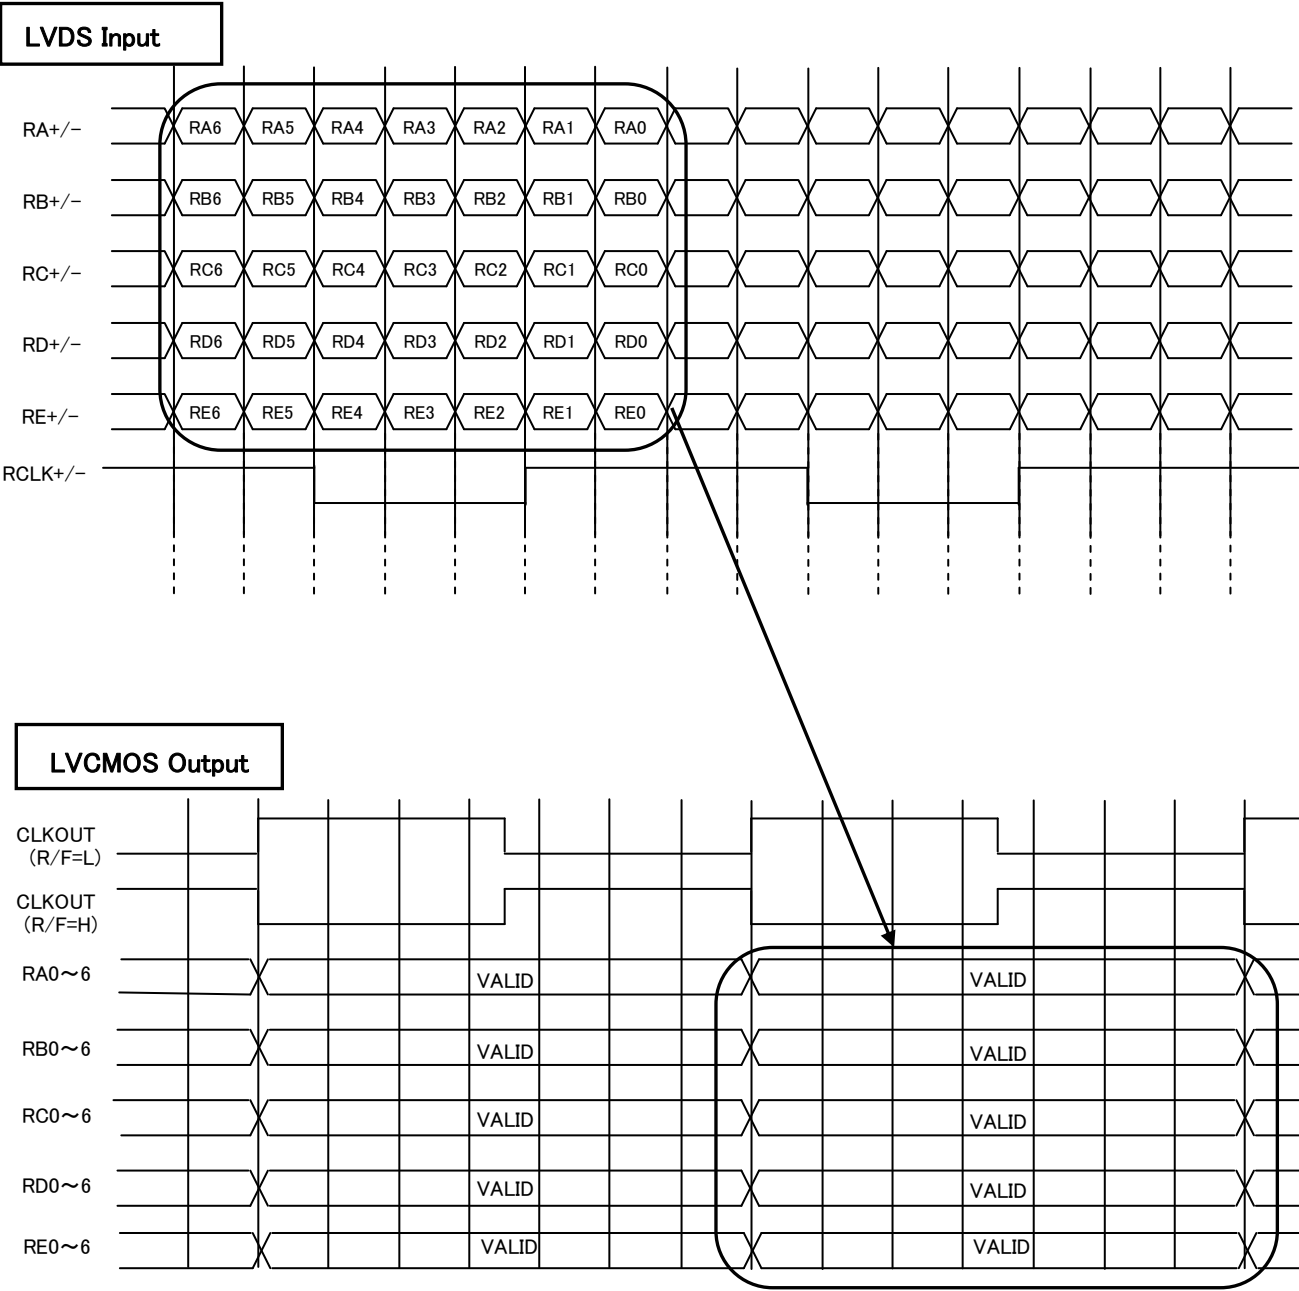 LVDS Input
RA+/− RA6 RA5 RA4 RA3 RA2 RA1 RA0
RB+/− RB6 RB5 RB4 RB3 RB2 RB1 RB0
RC+/− RC6 RC5 RC4 RC3 RC2 RC1 RC0
RD+/− RD6 RD5 RD4 RD3 RD2 RD1 RD0
RE+/− RE6 RE5 RE4 RE3 RE2 RE1 RE0
RCLK+/−
LVCMOS Output
CLKOUT
(R/F=L)
CLKOUT
(R/F=H)
RA0～6 VALID VALID
RB0～6 VALID VALID
RC0～6 VALID VALID
RD0～6 VALID VALID
RE0～6 VALID VALID